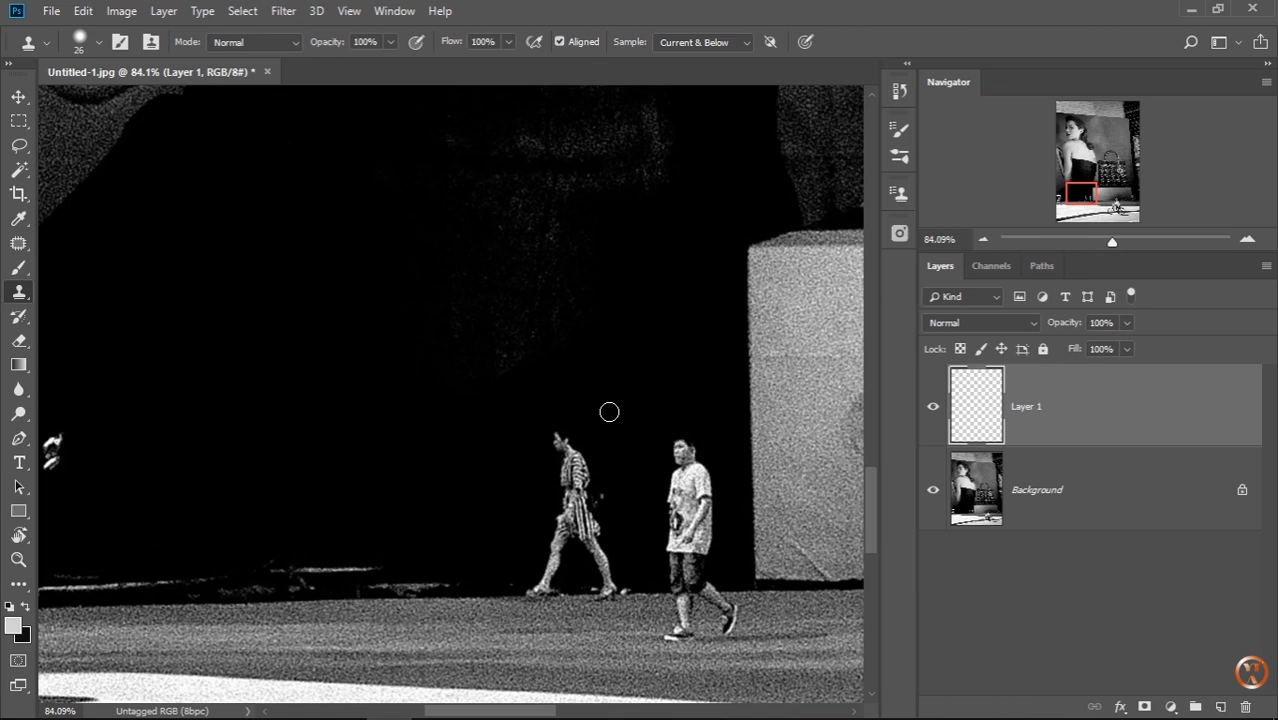 Ps File Edit Image Layer Type Select Filter 3D View Window Help
26 Mode: Normal Opacity: 100% Flow: 100% Aligned Sample: Current & Below
Untitled-1.jpg @ 84.1% (Layer 1, RGB/8#) * ×
Navigator
84.09%
Layers Channels Paths
Kind
Normal Opacity: 100%
Lock: Fill: 100%
Layer 1
Background
84.09% Untagged RGB (8bpc)